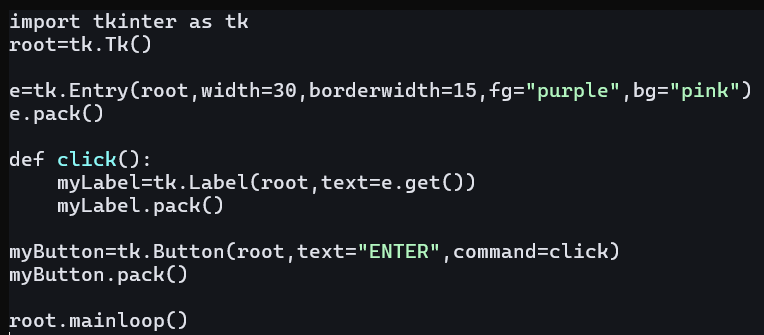 import tkinter as tk
root=tk.Tk()

e=tk.Entry(root,width=30,borderwidth=15,fg="purple",bg="pink")
e.pack()

def click():
    myLabel=tk.Label(root,text=e.get())
    myLabel.pack()

myButton=tk.Button(root,text="ENTER",command=click)
myButton.pack()

root.mainloop()